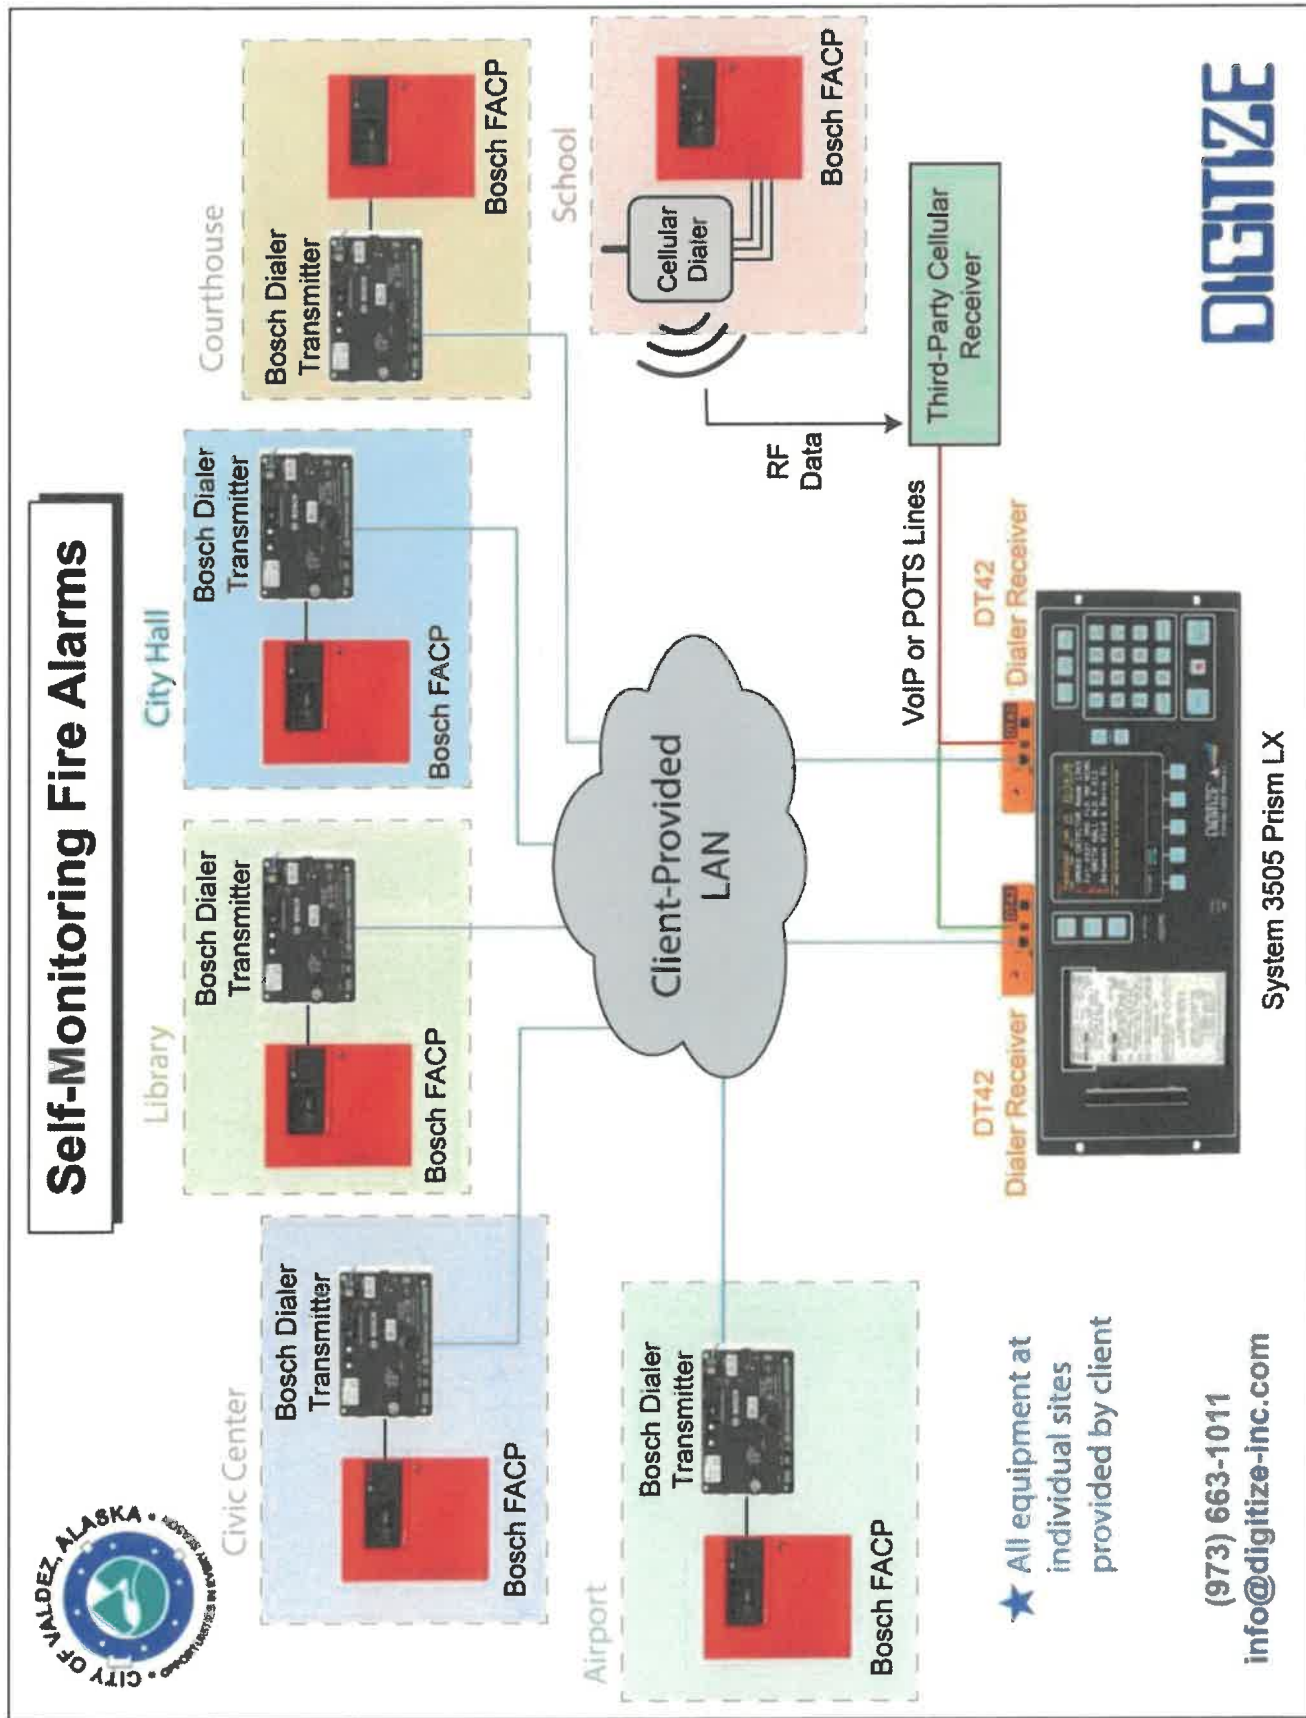 Self-Monitoring Fire Alarms
CITY OF VALDEZ, ALASKA
• OPPORTUNITIES IN EVERY SEASON •
Civic Center
Bosch Dialer
Transmitter
Bosch FACP
Library
Bosch Dialer
Transmitter
Bosch FACP
City Hall
Bosch Dialer
Transmitter
Bosch FACP
Courthouse
Bosch Dialer
Transmitter
Bosch FACP
Airport
Bosch Dialer
Transmitter
Bosch FACP
Client-Provided
LAN
School
Cellular
Dialer
Bosch FACP
RF
Data
Third-Party Cellular
Receiver
VoIP or POTS Lines
DT42
Dialer Receiver
DT42
Dialer Receiver
System 3505 Prism LX
★ All equipment at
individual sites
provided by client
(973) 663-1011
info@digitize-inc.com
DIGITIZE